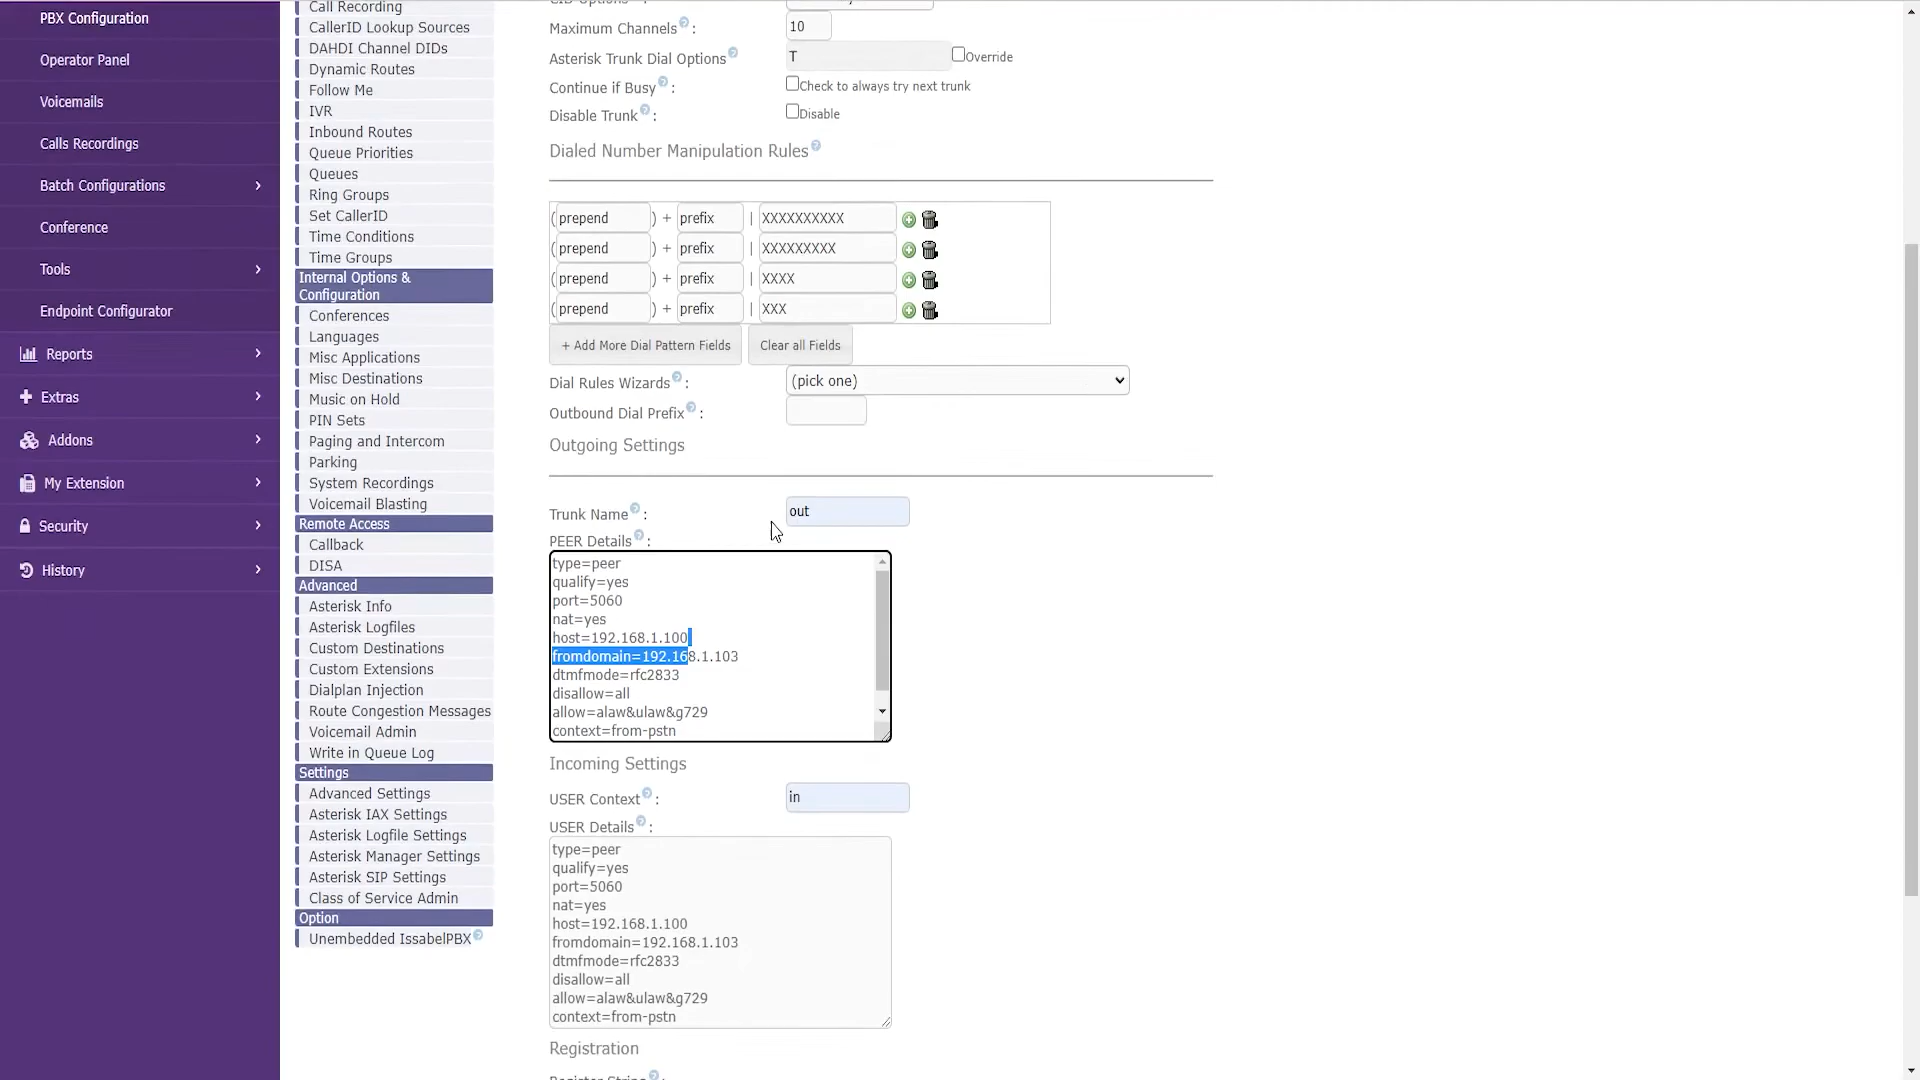 PBX Configuration
Operator Panel
Voicemails
Calls Recordings
Batch Configurations
Conference
Tools
Endpoint Configurator
Reports
Extras
Addons
My Extension
Security
History
Call Recording
CallerID Lookup Sources
DAHDI Channel DIDs
Dynamic Routes
Follow Me
IVR
Inbound Routes
Queue Priorities
Queues
Ring Groups
Set CallerID
Time Conditions
Time Groups
Internal Options &
Configuration
Conferences
Languages
Misc Applications
Misc Destinations
Music on Hold
PIN Sets
Paging and Intercom
Parking
System Recordings
Voicemail Blasting
Remote Access
Callback
DISA
Advanced
Asterisk Info
Asterisk Logfiles
Custom Destinations
Custom Extensions
Dialplan Injection
Route Congestion Messages
Voicemail Admin
Write in Queue Log
Settings
Advanced Settings
Asterisk IAX Settings
Asterisk Logfile Settings
Asterisk Manager Settings
Asterisk SIP Settings
Class of Service Admin
Option
Unembedded IssabelPBX
Maximum Channels : 10
Asterisk Trunk Dial Options T Override
Continue if Busy : Check to always try next trunk
Disable Trunk : Disable
Dialed Number Manipulation Rules
(prepend ) + prefix | XXXXXXXXXX
(prepend ) + prefix | XXXXXXXXX
(prepend ) + prefix | XXXX
(prepend ) + prefix | XXX
+ Add More Dial Pattern Fields Clear all Fields
Dial Rules Wizards : (pick one)
Outbound Dial Prefix :
Outgoing Settings
Trunk Name : out
PEER Details :
type=peer
qualify=yes
port=5060
nat=yes
host=192.168.1.100
fromdomain=192.168.1.103
dtmfmode=rfc2833
disallow=all
allow=alaw&ulaw&g729
context=from-pstn
Incoming Settings
USER Context : in
USER Details :
type=peer
qualify=yes
port=5060
nat=yes
host=192.168.1.100
fromdomain=192.168.1.103
dtmfmode=rfc2833
disallow=all
allow=alaw&ulaw&g729
context=from-pstn
Registration